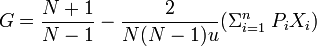 G = \frac{N+1}{N-1} - \frac{2}{N(N-1)u} (\Sigma_{i=1}^{n} P_i X_i)